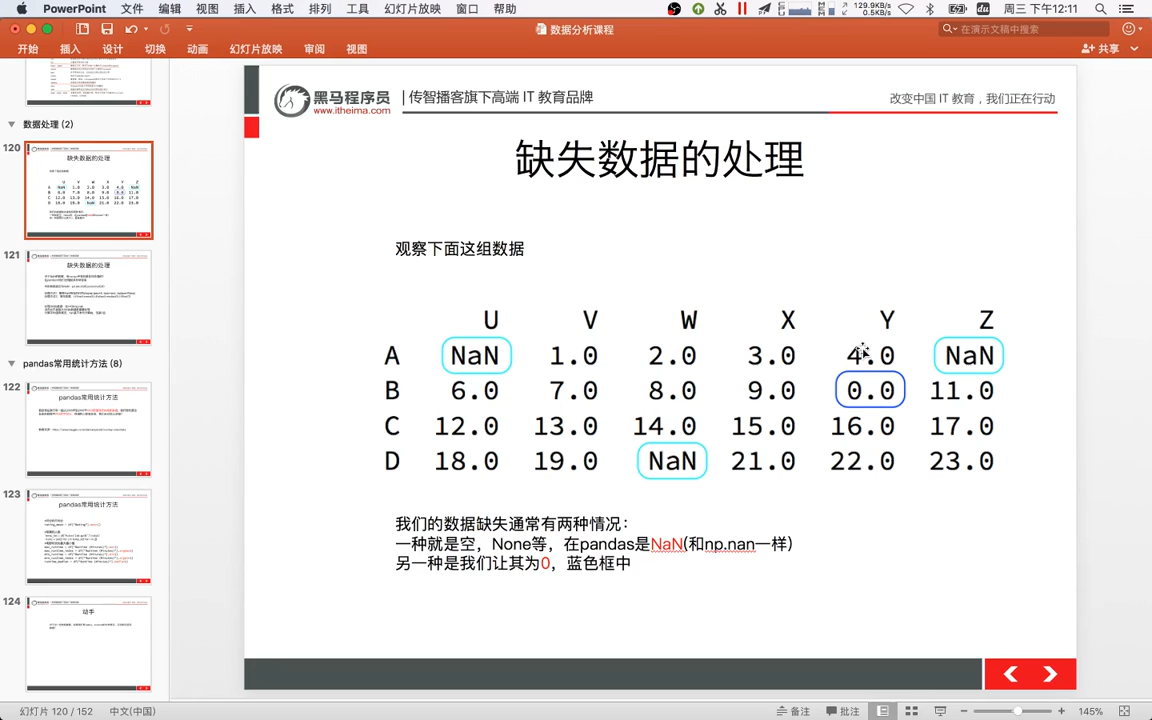 PowerPoint 文件 编辑 视图 插入 格式 排列 工具 幻灯片放映 窗口 帮助 129.9KB/s 0.5KB/s 周三 下午12:11
数据分析课程
在演示文稿中搜索
开始 插入 设计 切换 动画 幻灯片放映 审阅 视图 共享
数据处理 (2)
120
缺失数据的处理
121
缺失数据的处理
pandas常用统计方法 (8)
122
pandas常用统计方法
123
pandas常用统计方法
124
动手
黑马程序员
www.itheima.com
传智播客旗下高端 IT 教育品牌
改变中国 IT 教育，我们正在行动
缺失数据的处理
观察下面这组数据
U V W X Y Z
A NaN 1.0 2.0 3.0 4.0 NaN
B 6.0 7.0 8.0 9.0 0.0 11.0
C 12.0 13.0 14.0 15.0 16.0 17.0
D 18.0 19.0 NaN 21.0 22.0 23.0
我们的数据缺失通常有两种情况：
一种就是空，None等，在pandas是NaN(和np.nan一样)
另一种是我们让其为0，蓝色框中
幻灯片 120 / 152 中文(中国) 备注 批注 145%